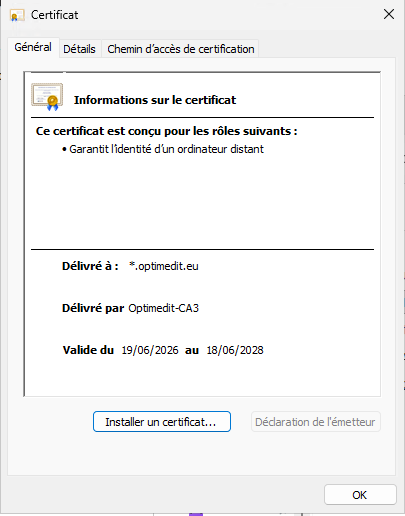 Certificat
Général Détails Chemin d'accès de certification
Informations sur le certificat
Ce certificat est conçu pour les rôles suivants :
• Garantit l'identité d'un ordinateur distant
Délivré à : *.optimedit.eu
Délivré par Optimedit-CA3
Valide du 19/06/2026 au 18/06/2028
Installer un certificat... Déclaration de l'émetteur
OK